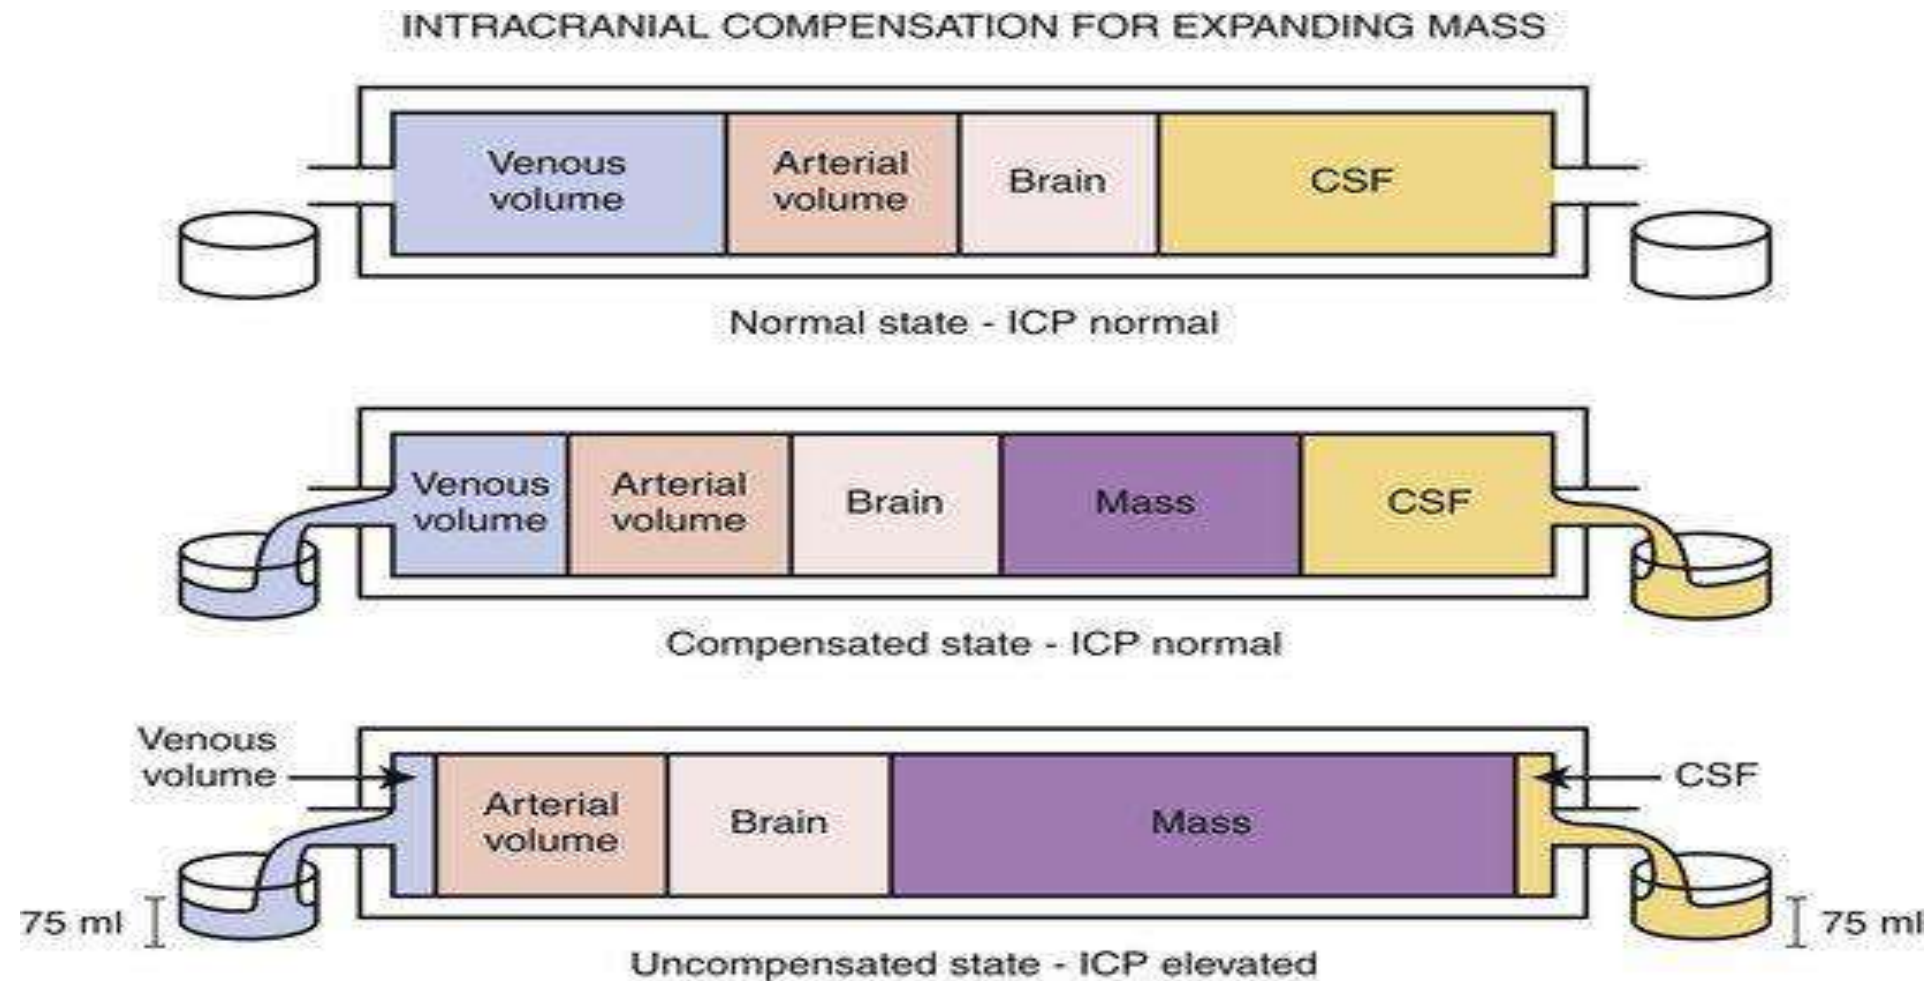 INTRACRANIAL COMPENSATION FOR EXPANDING MASS
Venous
volume
Arterial
volume
Brain
CSF
Normal state - ICP normal
Venous
volume
Arterial
volume
Brain
Mass
CSF
Compensated state - ICP normal
Venous
volume
Arterial
volume
Brain
Mass
CSF
75 ml
75 ml
Uncompensated state - ICP elevated